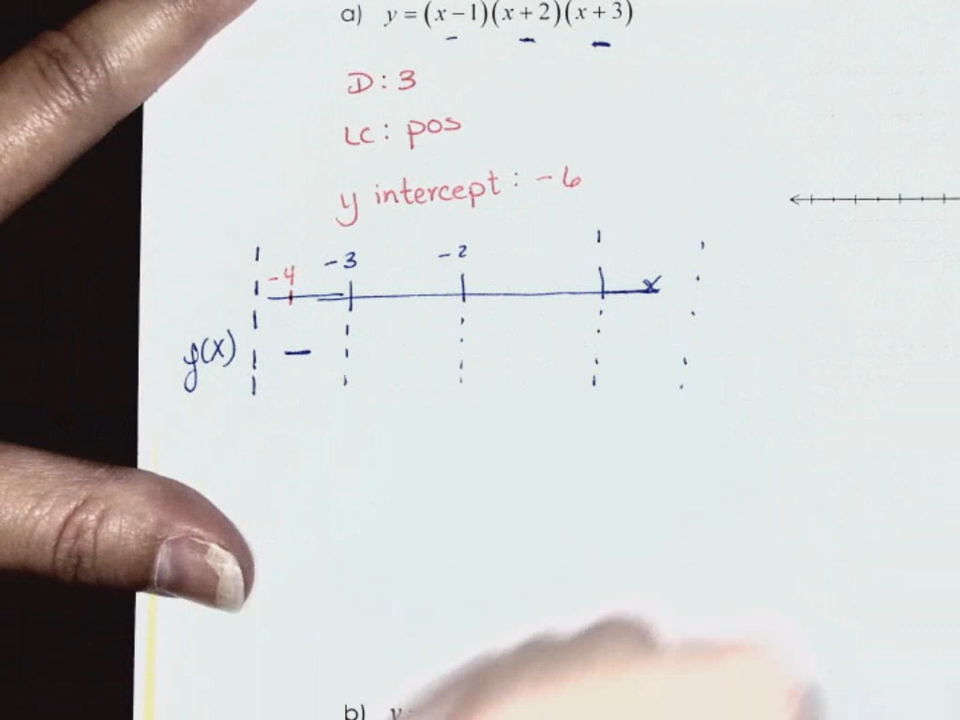 a) y = (x − 1)(x + 2)(x + 3)
D: 3
LC: pos
y intercept: -6
-4 -3 -2 1
x
f(x) -
b) y